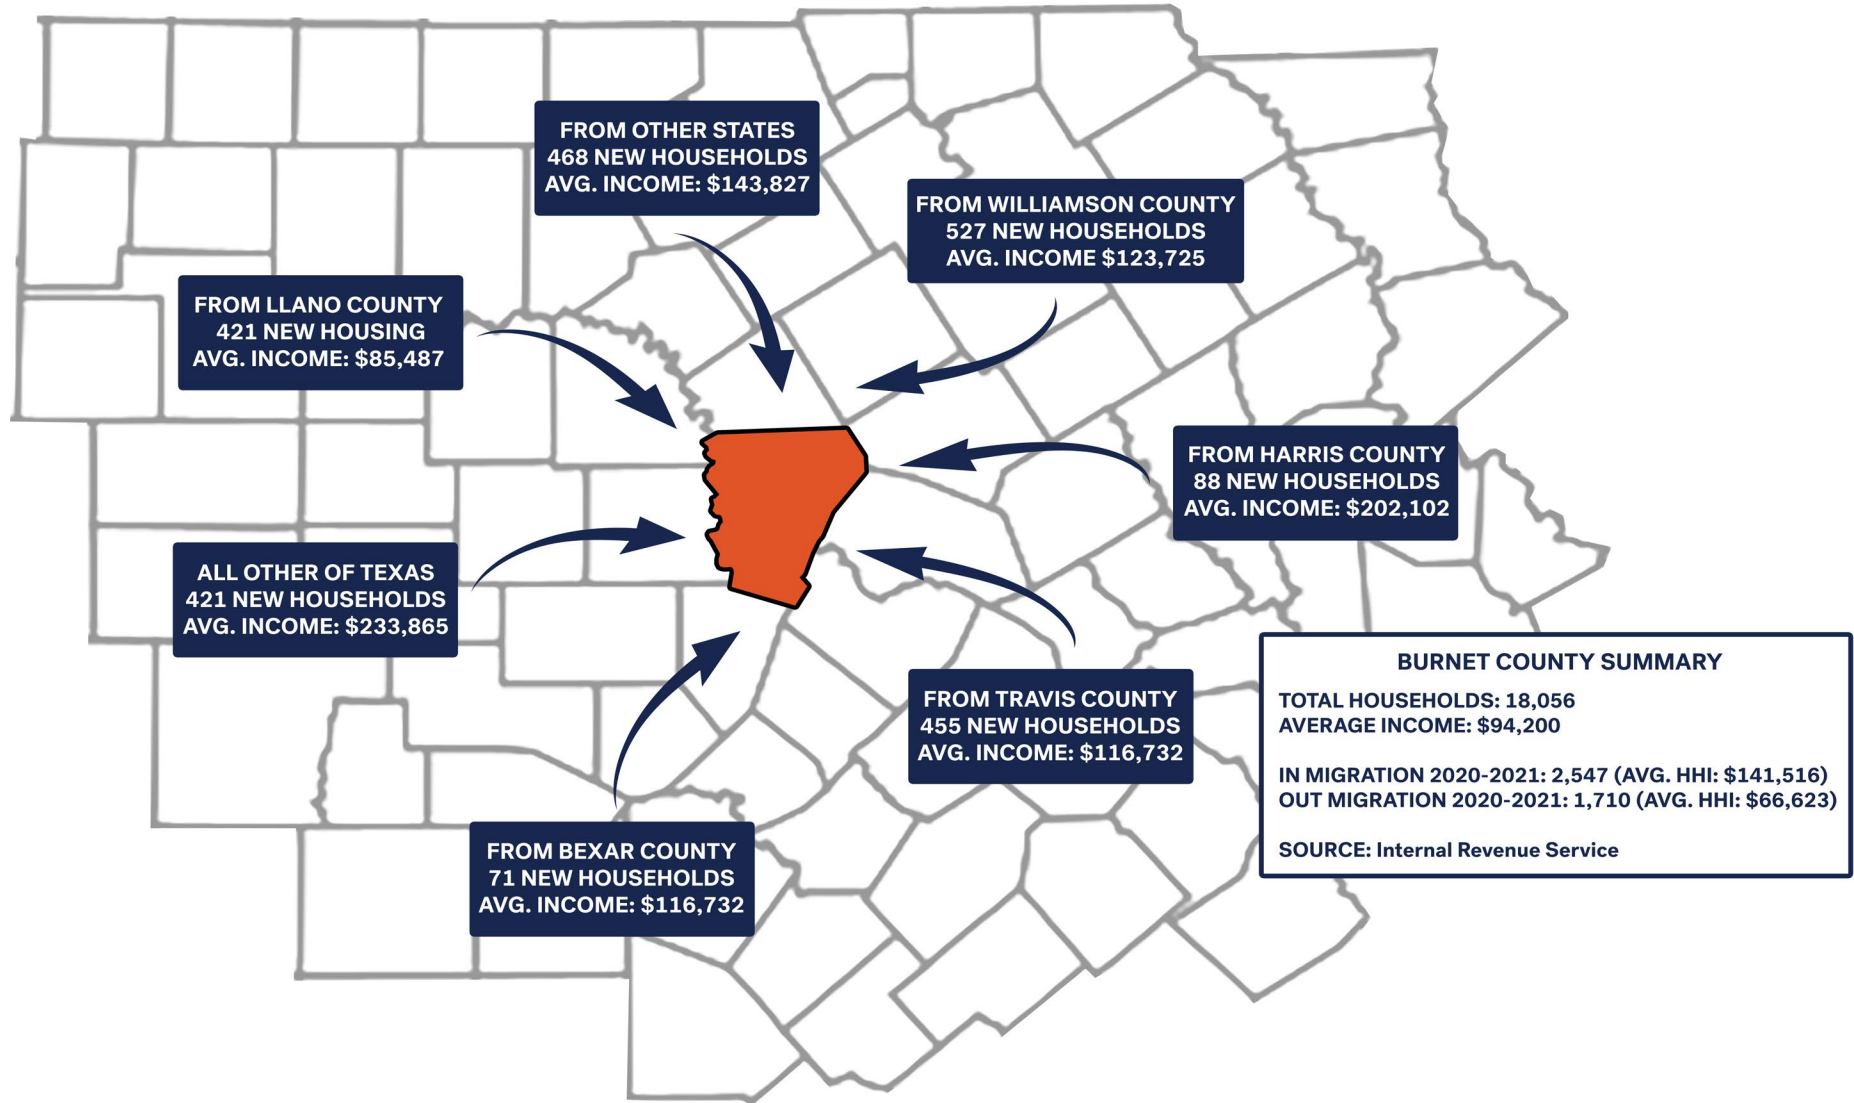 FROM OTHER STATES
468 NEW HOUSEHOLDS
AVG. INCOME: $143,827
FROM WILLIAMSON COUNTY
527 NEW HOUSEHOLDS
AVG. INCOME $123,725
FROM LLANO COUNTY
421 NEW HOUSING
AVG. INCOME: $85,487
FROM HARRIS COUNTY
88 NEW HOUSEHOLDS
AVG. INCOME: $202,102
ALL OTHER OF TEXAS
421 NEW HOUSEHOLDS
AVG. INCOME: $233,865
FROM TRAVIS COUNTY
455 NEW HOUSEHOLDS
AVG. INCOME: $116,732
FROM BEXAR COUNTY
71 NEW HOUSEHOLDS
AVG. INCOME: $116,732
BURNET COUNTY SUMMARY
TOTAL HOUSEHOLDS: 18,056
AVERAGE INCOME: $94,200
IN MIGRATION 2020-2021: 2,547 (AVG. HHI: $141,516)
OUT MIGRATION 2020-2021: 1,710 (AVG. HHI: $66,623)
SOURCE: Internal Revenue Service